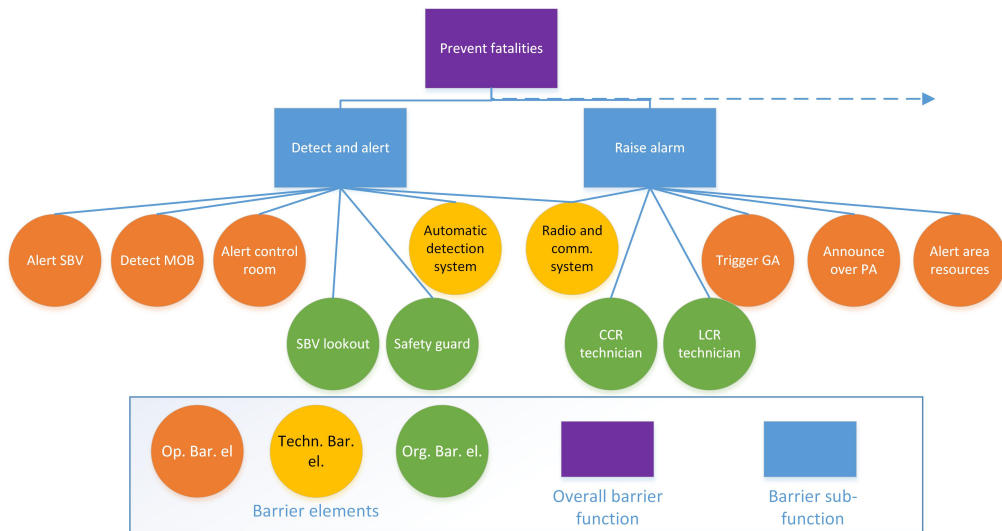 Prevent fatalities
Detect and alert
Raise alarm
Alert SBV
Detect MOB
Alert control
room
Automatic
detection
system
Radio and
comm.
system
Trigger GA
Announce
over PA
Alert area
resources
SBV lookout
Safety guard
CCR
technician
LCR
technician
Op. Bar. el
Techn. Bar.
el.
Org. Bar. el.
Barrier elements
Overall barrier
function
Barrier sub-
function